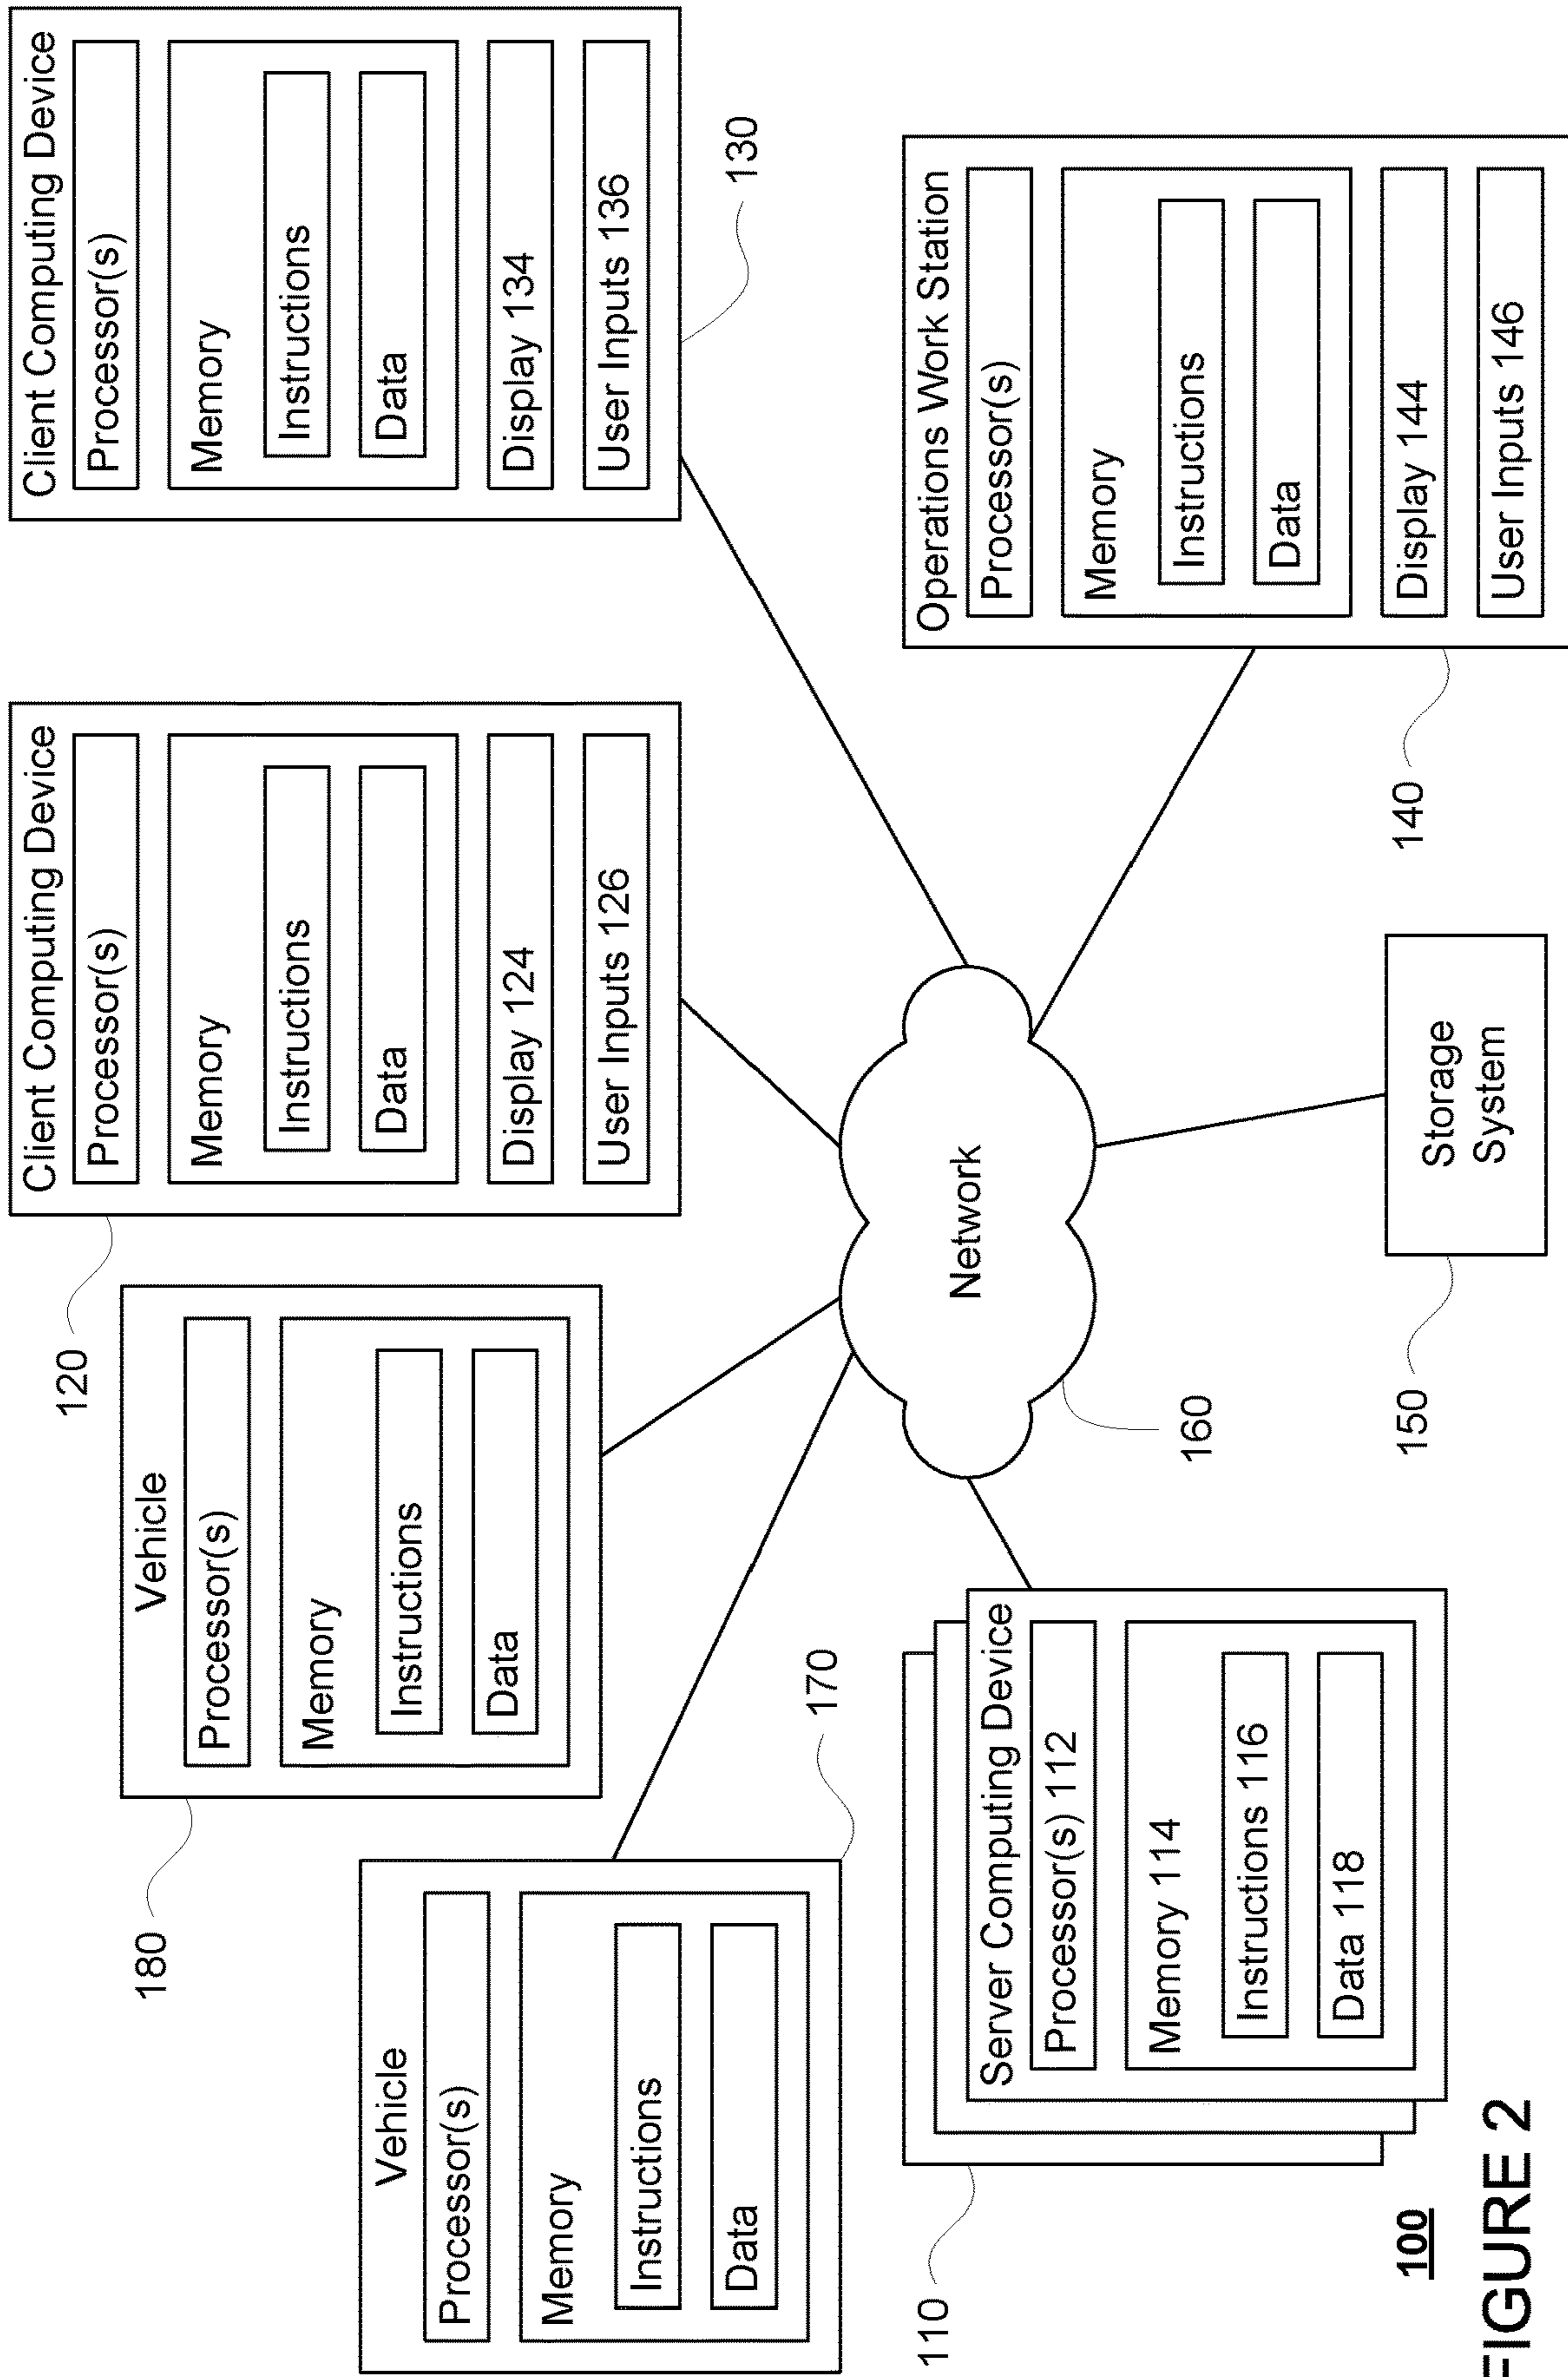 Vehicle
Processor(s)
Memory
Instructions
Data
170
Vehicle
Processor(s)
Memory
Instructions
Data
180
Client Computing Device
Processor(s)
Memory
Instructions
Data
Display 124
User Inputs 126
120
Client Computing Device
Processor(s)
Memory
Instructions
Data
Display 134
User Inputs 136
130
Network
160
Server Computing Device
Processor(s) 112
Memory 114
Instructions 116
Data 118
110
Storage
System
150
Operations Work Station
Processor(s)
Memory
Instructions
Data
Display 144
User Inputs 146
140
100
FIGURE 2